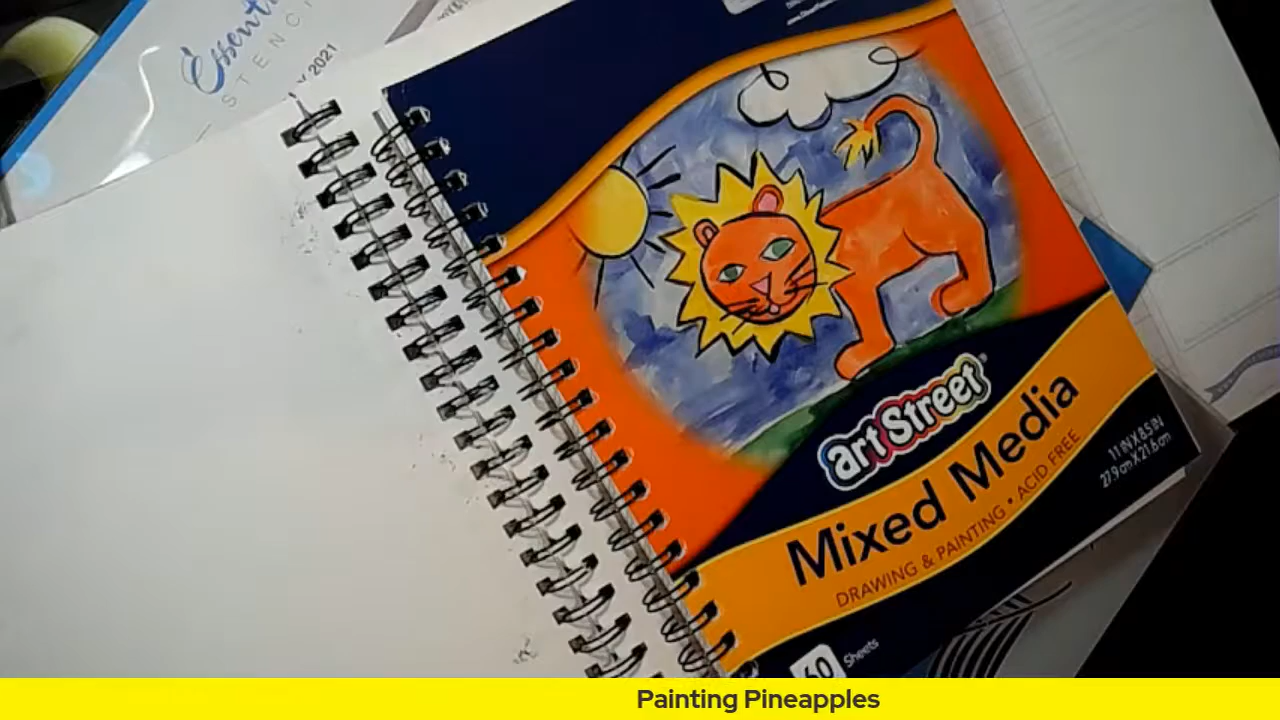 Essenti
STENCI
Y 2021
art Street®
Mixed Media
DRAWING & PAINTING • ACID FREE
11 IN X 8.5 IN
27.9 cm X 21.6 cm
60 Sheets
Painting Pineapples